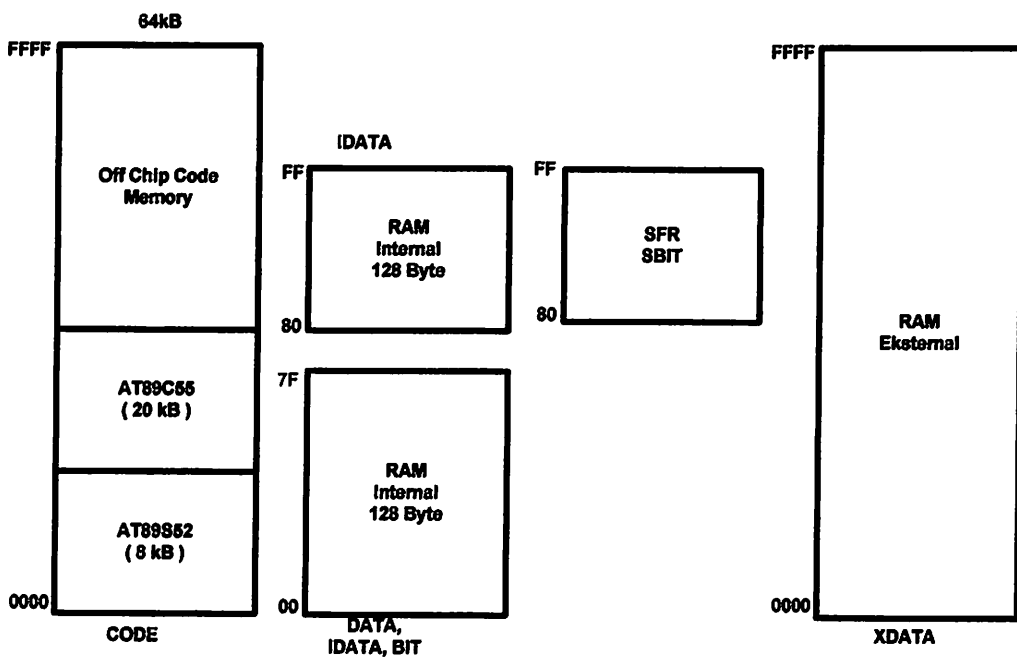 64kB
FFFF
Off Chip Code
Memory
AT89C55
( 20 kB )
AT89S52
( 8 kB )
0000
CODE
IDATA
FF
RAM
Internal
128 Byte
80
7F
RAM
Internal
128 Byte
00
DATA,
IDATA, BIT
FF
SFR
SBIT
80
FFFF
RAM
Eksternal
0000
XDATA